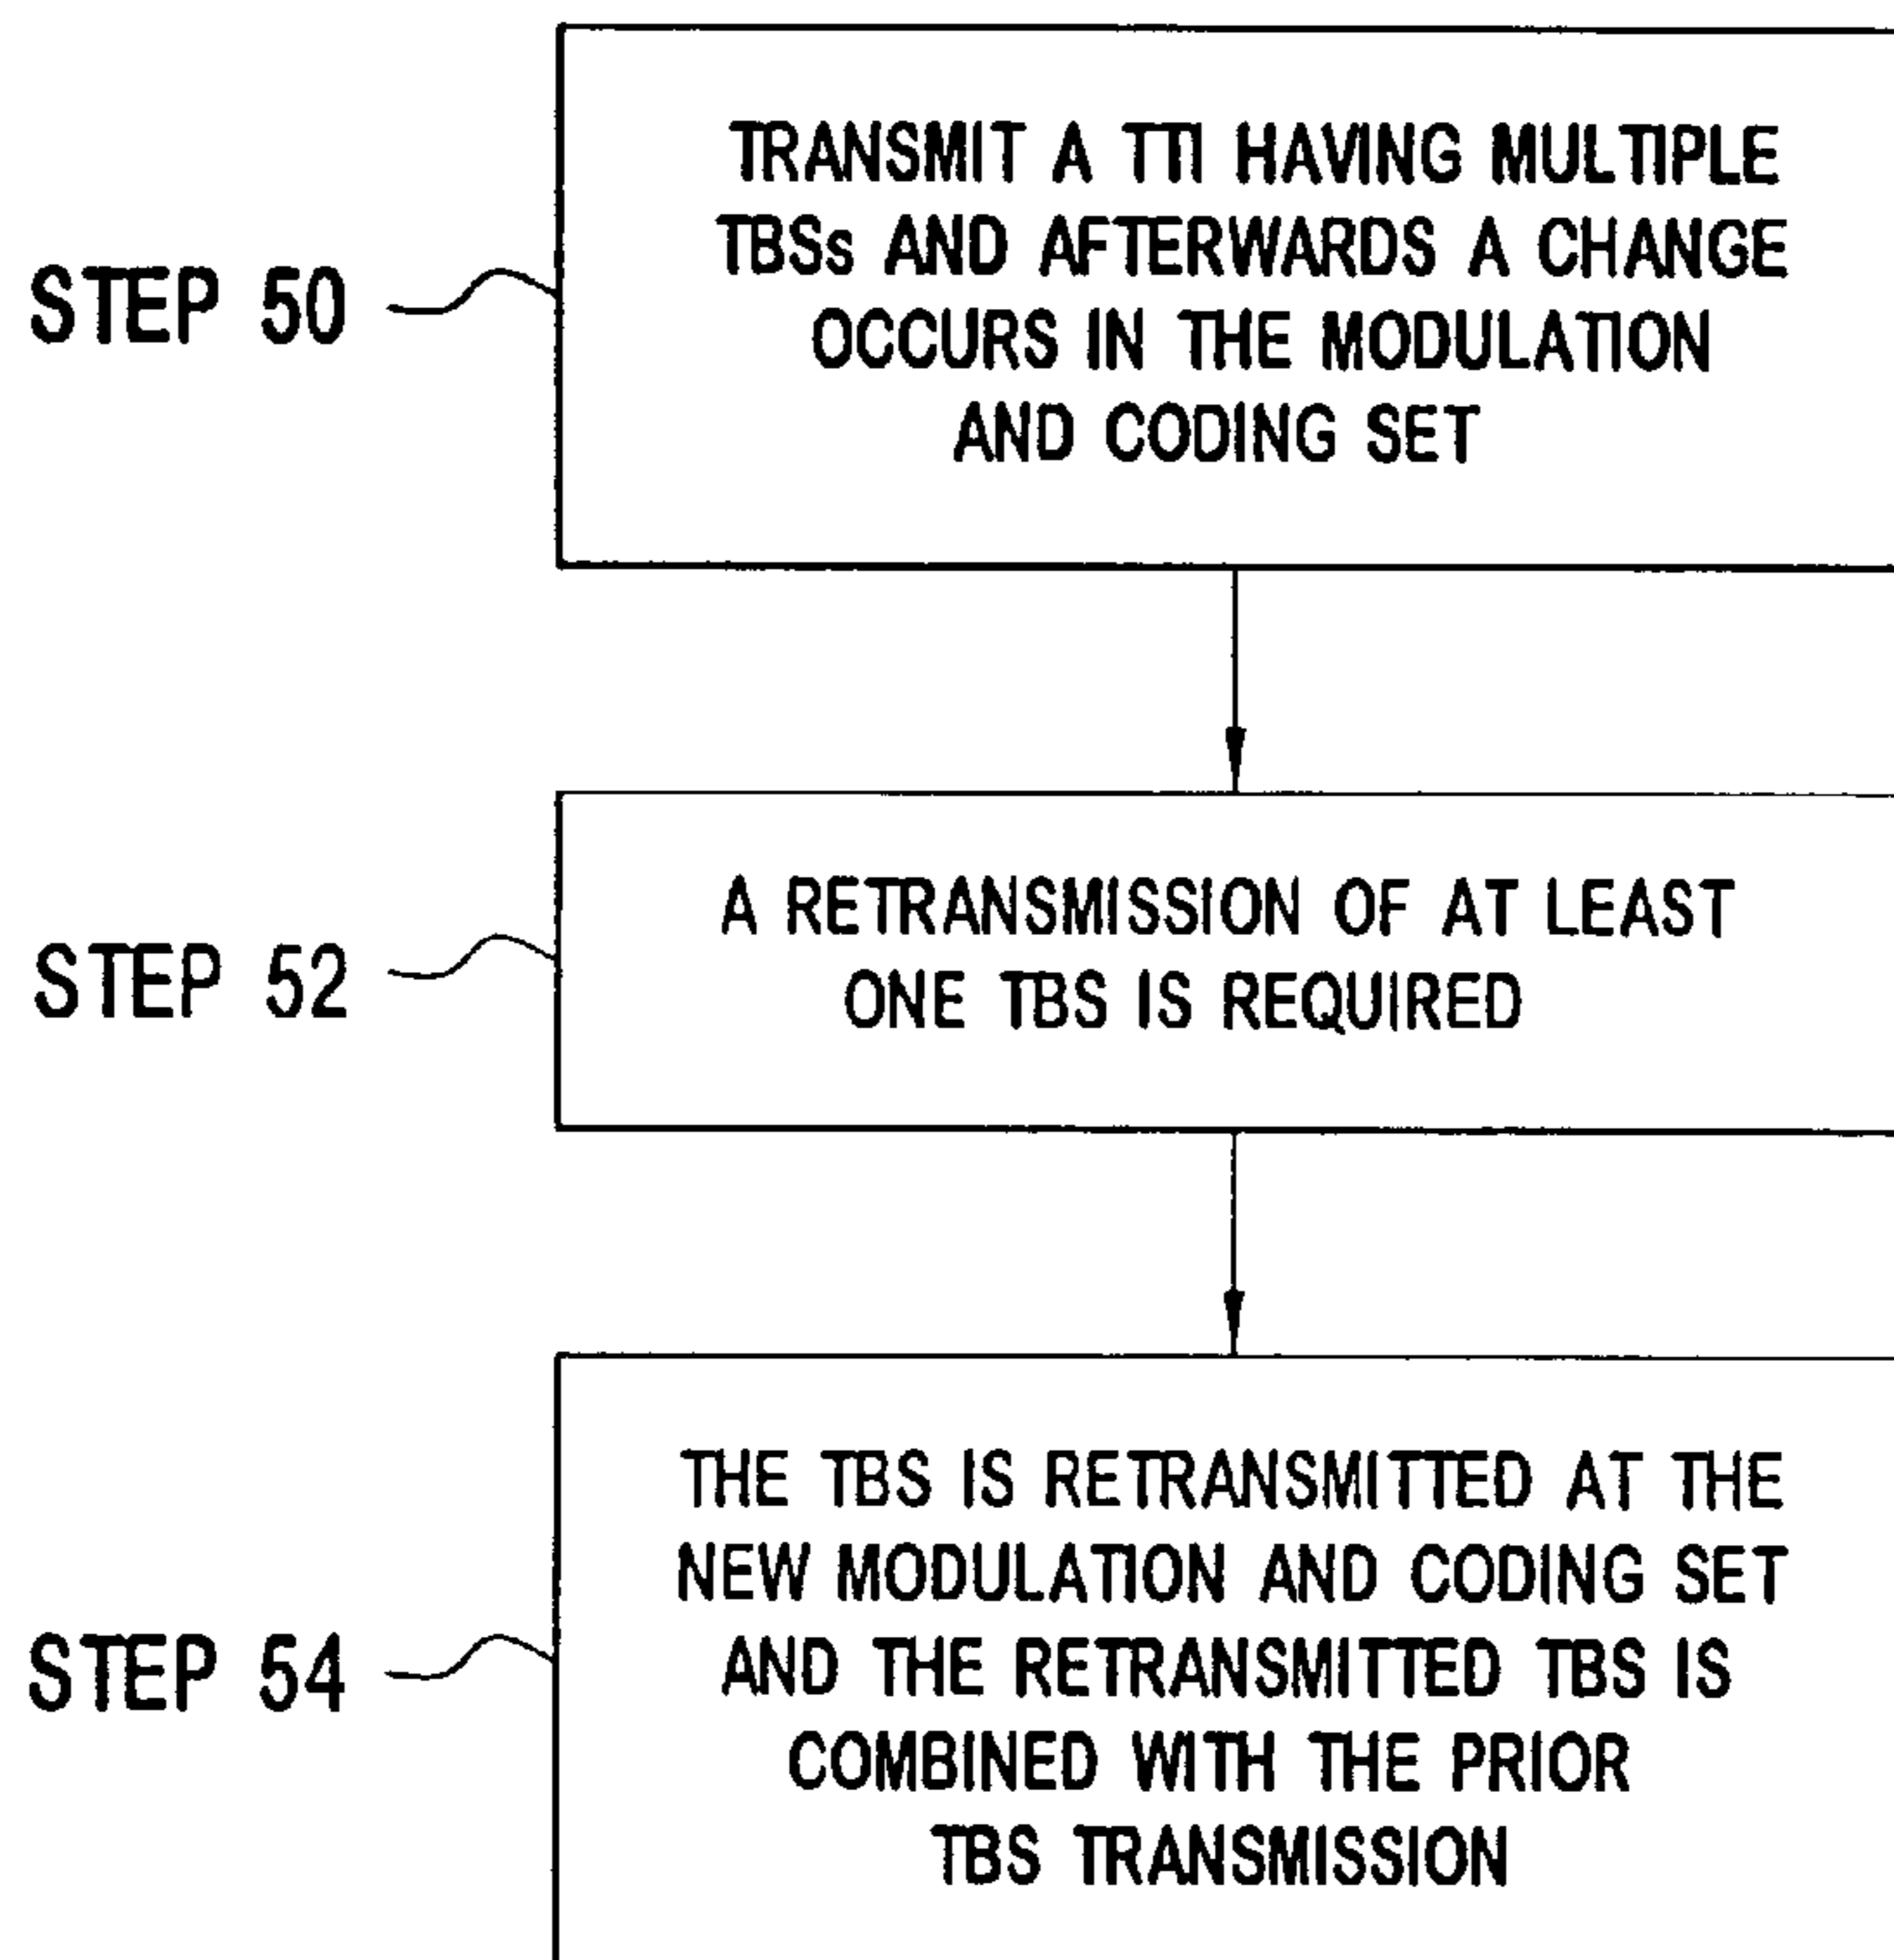 TRANSMIT A TTI HAVING MULTIPLE
TBSs AND AFTERWARDS A CHANGE
OCCURS IN THE MODULATION
AND CODING SET
STEP 50
A RETRANSMISSION OF AT LEAST
ONE TBS IS REQUIRED
STEP 52
THE TBS IS RETRANSMITTED AT THE
NEW MODULATION AND CODING SET
AND THE RETRANSMITTED TBS IS
COMBINED WITH THE PRIOR
TBS TRANSMISSION
STEP 54